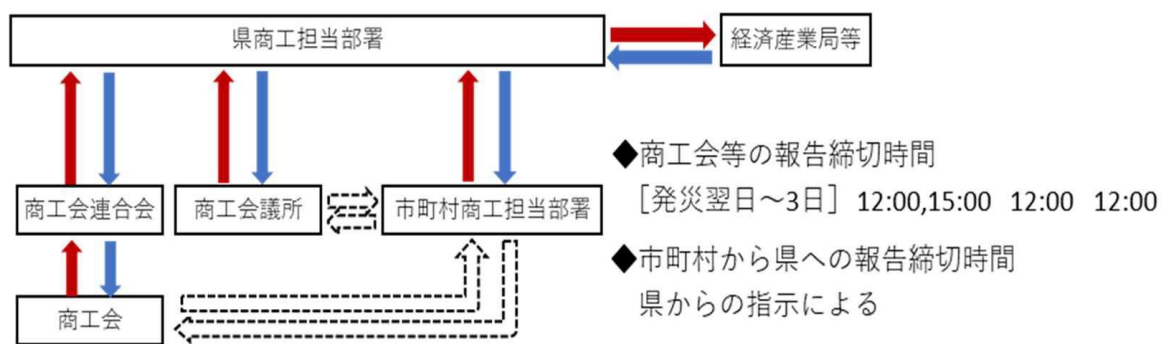 県商工担当部署
経済産業局等
商工会連合会
商工会議所
市町村商工担当部署
商工会
◆商工会等の報告締切時間
［発災翌日～3日］ 12:00,15:00 12:00 12:00
◆市町村から県への報告締切時間
県からの指示による